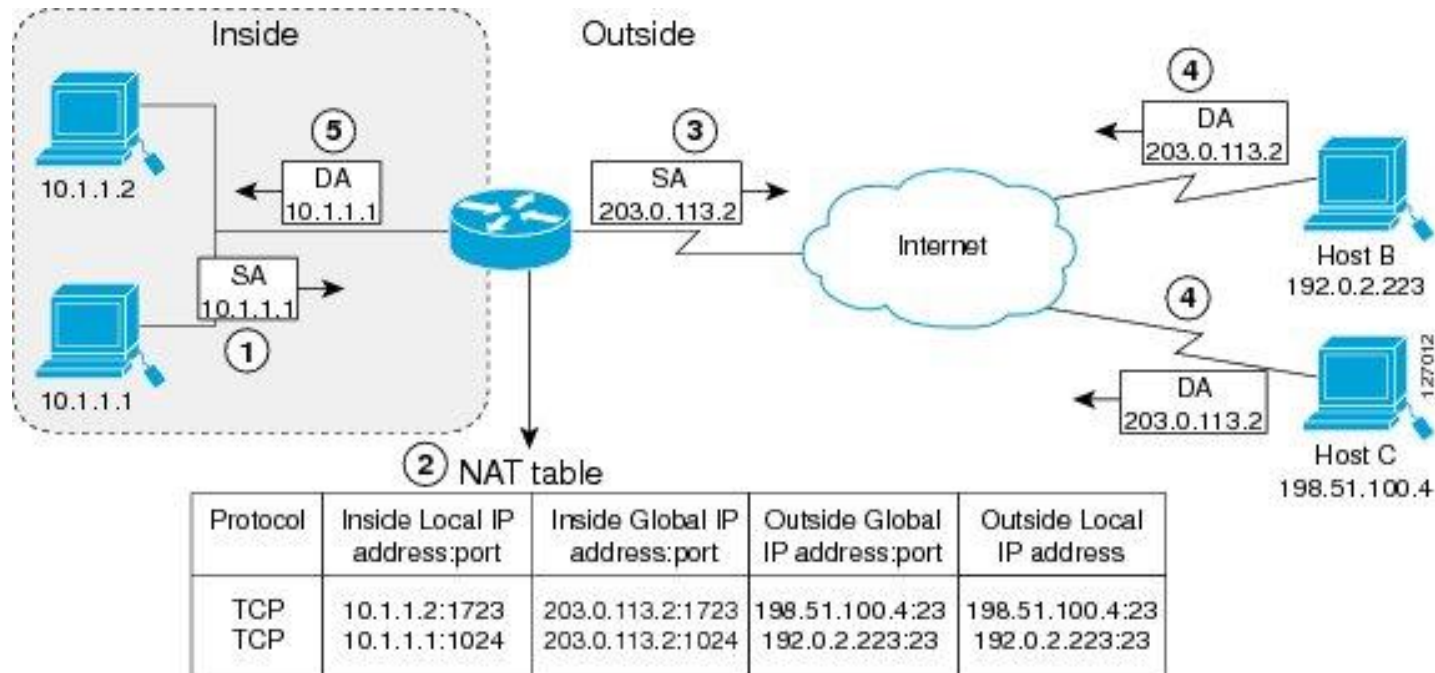 Inside
Outside
10.1.1.2
5
DA
10.1.1.1
SA
10.1.1.1
1
10.1.1.1
3
SA
203.0.113.2
Internet
4
DA
203.0.113.2
Host B
192.0.2.223
4
DA
203.0.113.2
Host C
198.51.100.4
127012
2 NAT table
Protocol
Inside Local IP
address:port
Inside Global IP
address:port
Outside Global
IP address:port
Outside Local
IP address
TCP 10.1.1.2:1723 203.0.113.2:1723 198.51.100.4:23 198.51.100.4:23
TCP 10.1.1.1:1024 203.0.113.2:1024 192.0.2.223:23 192.0.2.223:23